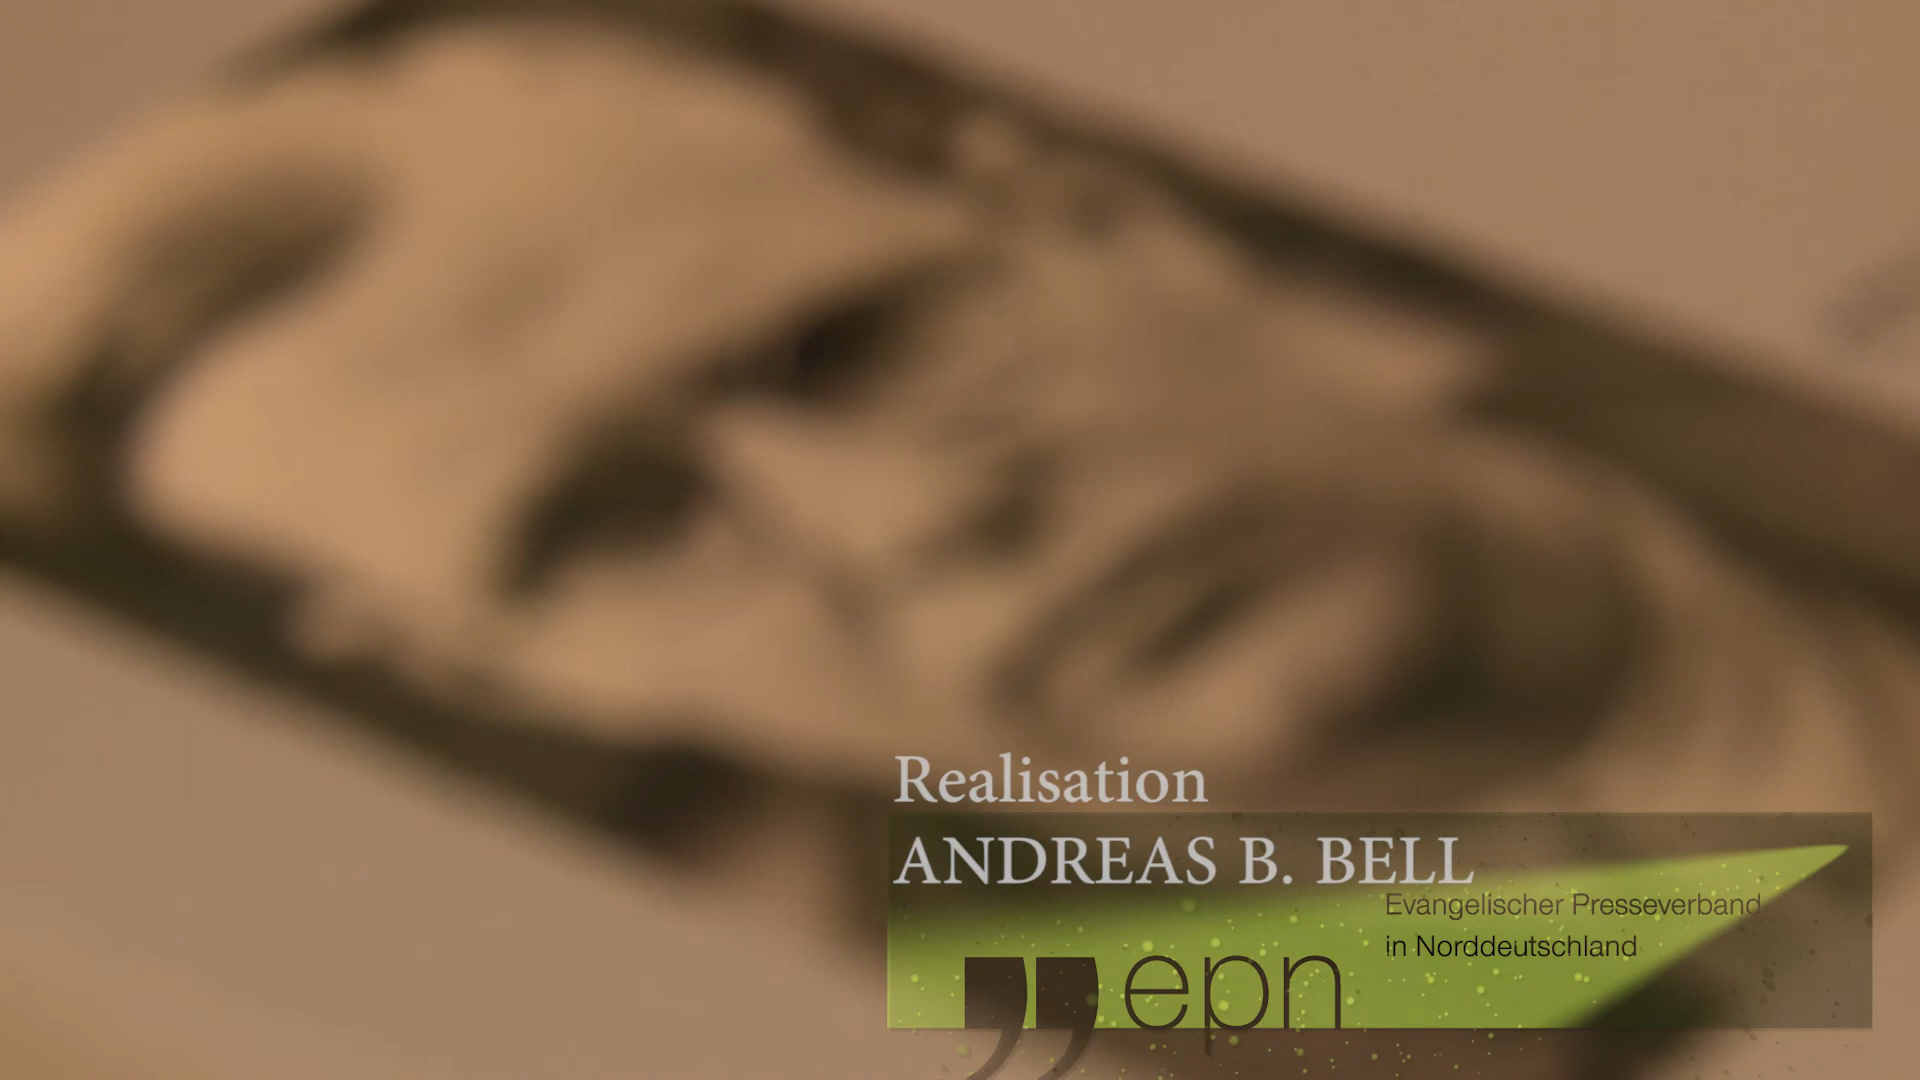 Realisation
ANDREAS B. BELL
Evangelischer Presseverband
in Norddeutschland
epn